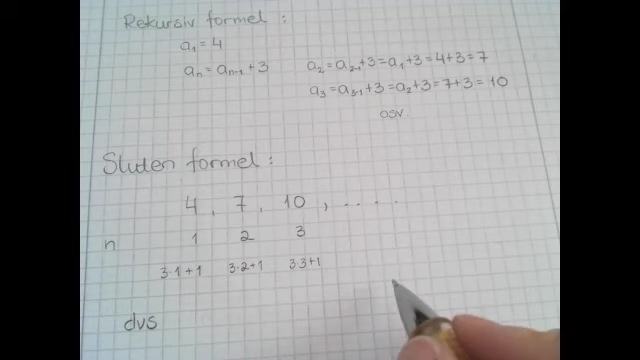 Rekursiv formel :
a₁ = 4
aₙ = aₙ₋₁ + 3
a₂ = a₂₋₁ + 3 = a₁ + 3 = 4 + 3 = 7
a₃ = a₃₋₁ + 3 = a₂ + 3 = 7 + 3 = 10
osv.
Sluden formel :
4 , 7 , 10 , . . . .
n 1 2 3
3·1+1 3·2+1 3·3+1
dvs